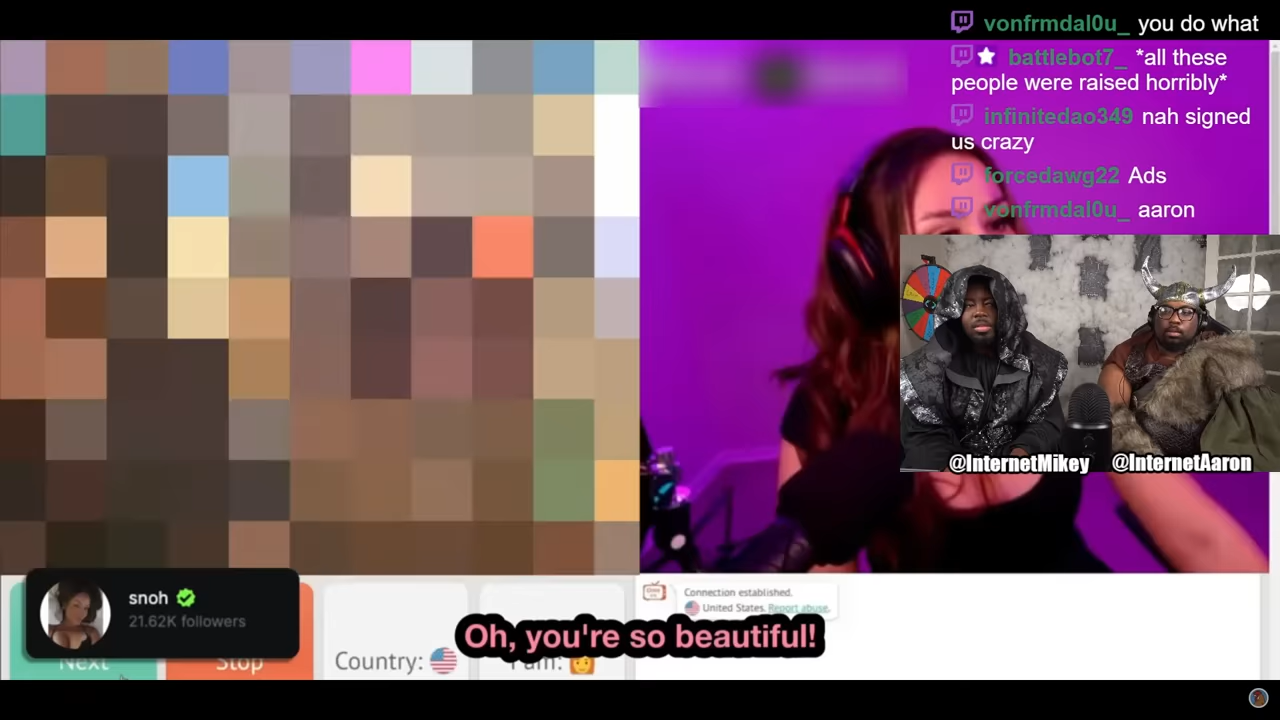 vonfrmdal0u_ you do what
battlebot7_ *all these
people were raised horribly*
infinitedao349 nah signed
us crazy
forcedawg22 Ads
vonfrmdal0u_ aaron
@InternetMikey @InternetAaron
snoh
21.62K followers
Connection established.
United States. Report abuse.
Oh, you're so beautiful!
Next Stop Country: I am: